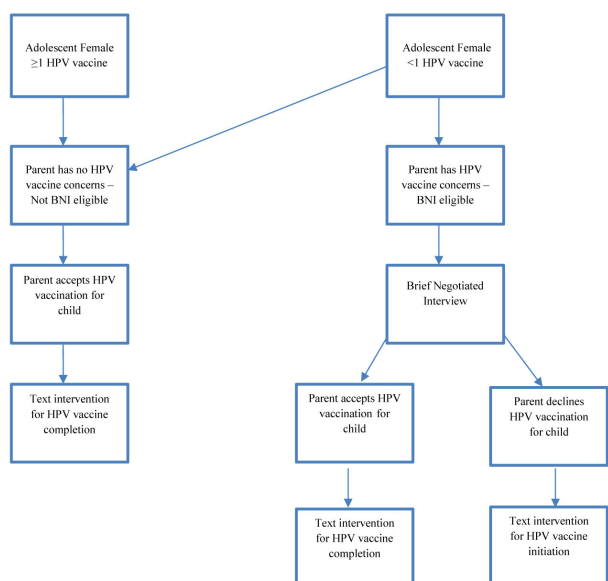 Adolescent Female
≥1 HPV vaccine
Adolescent Female
<1 HPV vaccine
Parent has no HPV
vaccine concerns –
Not BNI eligible
Parent has HPV
vaccine concerns –
BNI eligible
Parent accepts HPV
vaccination for
child
Brief Negotiated
Interview
Text intervention
for HPV vaccine
completion
Parent accepts HPV
vaccination for
child
Parent declines
HPV vaccination
for child
Text intervention
for HPV vaccine
completion
Text intervention
for HPV vaccine
initiation